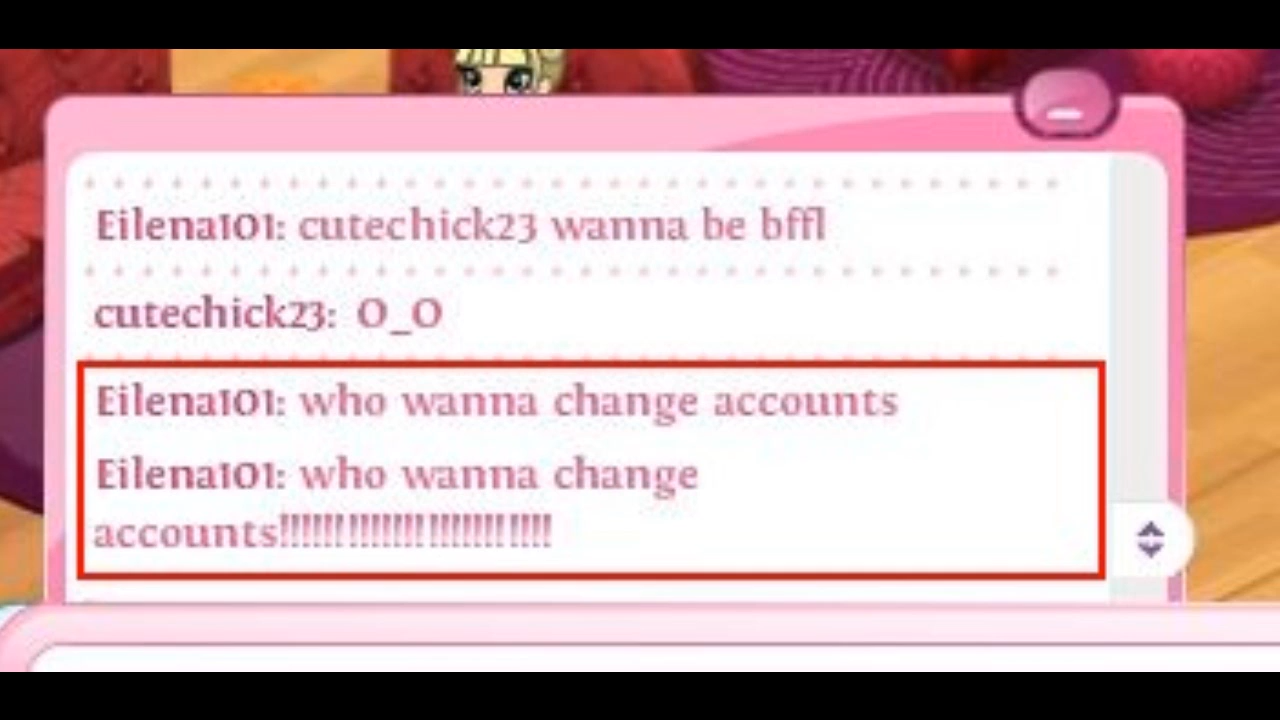 Eilena101: cutechick23 wanna be bffl
cutechick23: O_O
Eilena101: who wanna change accounts
Eilena101: who wanna change
accounts!!!!!!!!!!!!!!!!!!!!!!!!!